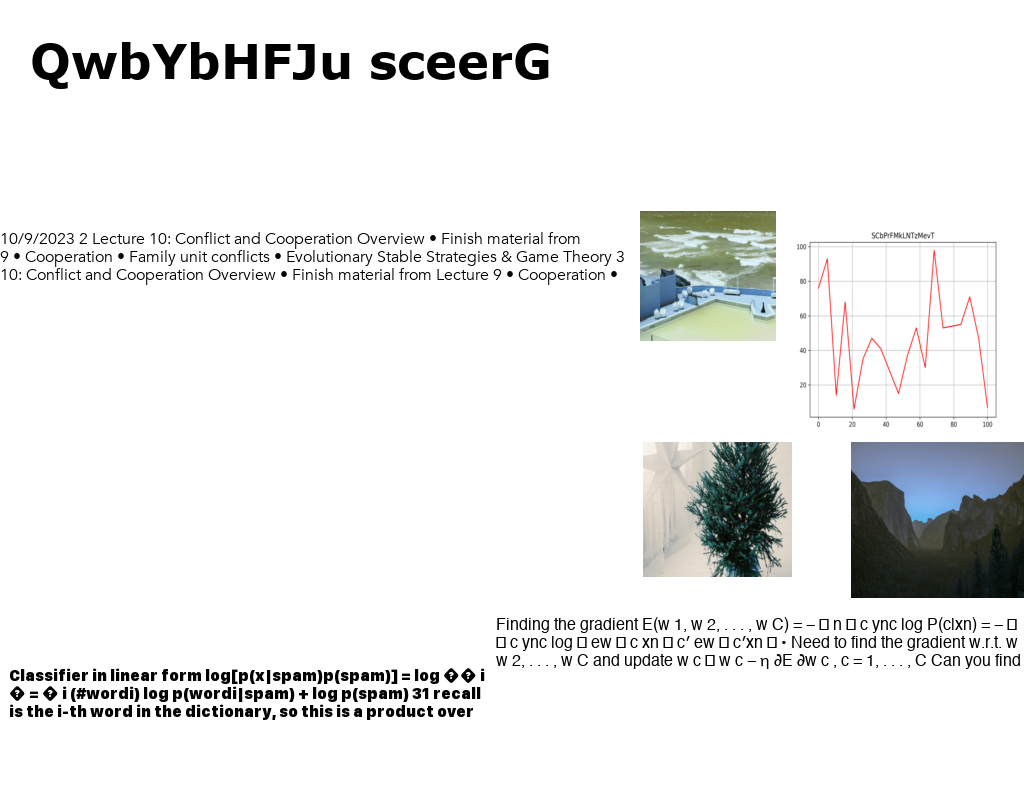 QwbYbHFJu sceerG
10/9/2023 2 Lecture 10: Conflict and Cooperation Overview • Finish material from
9 • Cooperation • Family unit conflicts • Evolutionary Stable Strategies & Game Theory 3
10: Conflict and Cooperation Overview • Finish material from Lecture 9 • Cooperation •
SCbPrFMkLNTzMevT
100
80
60
40
20
0 20 40 60 80 100
Finding the gradient E(w 1, w 2, . . . , w C) = – □ n □ c ync log P(c|xn) = – □
□ c ync log □ ew □ c xn □ c′ ew □ c′xn □ • Need to find the gradient w.r.t. w
w 2, . . . , w C and update w c □ w c – η ∂E ∂w c , c = 1, . . . , C Can you find
Classifier in linear form log[p(x|spam)p(spam)] = log �� i
� = � i (#wordi) log p(wordi|spam) + log p(spam) 31 recall
is the i-th word in the dictionary, so this is a product over